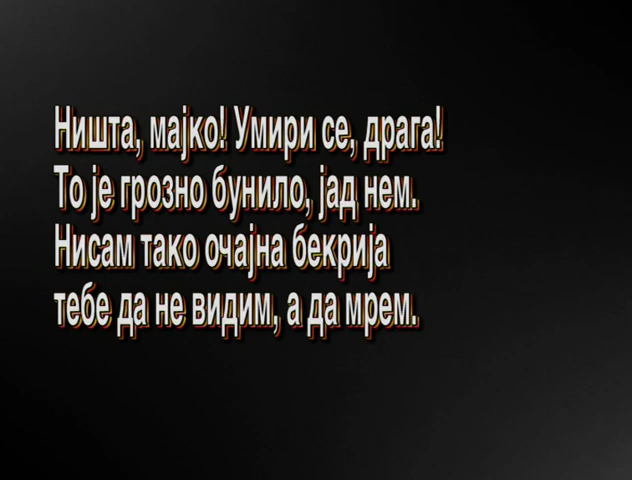 Ништа, мајко! Умири се, драга!
То је грозно бунило, јад нем.
Нисам тако очајна бекрија
тебе да не видим, а да мрем.